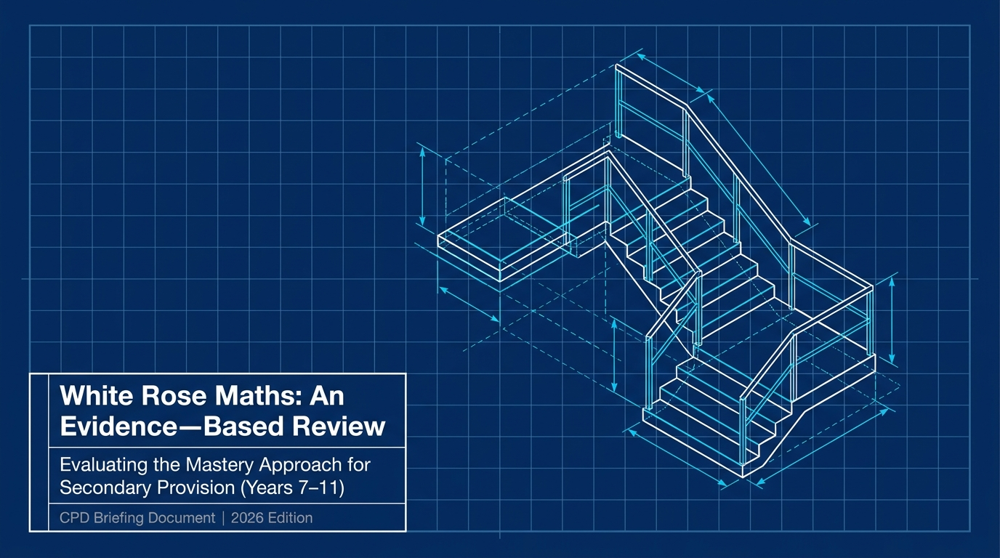 White Rose Maths: An
Evidence—Based Review
Evaluating the Mastery Approach for
Secondary Provision (Years 7–11)
CPD Briefing Document | 2026 Edition